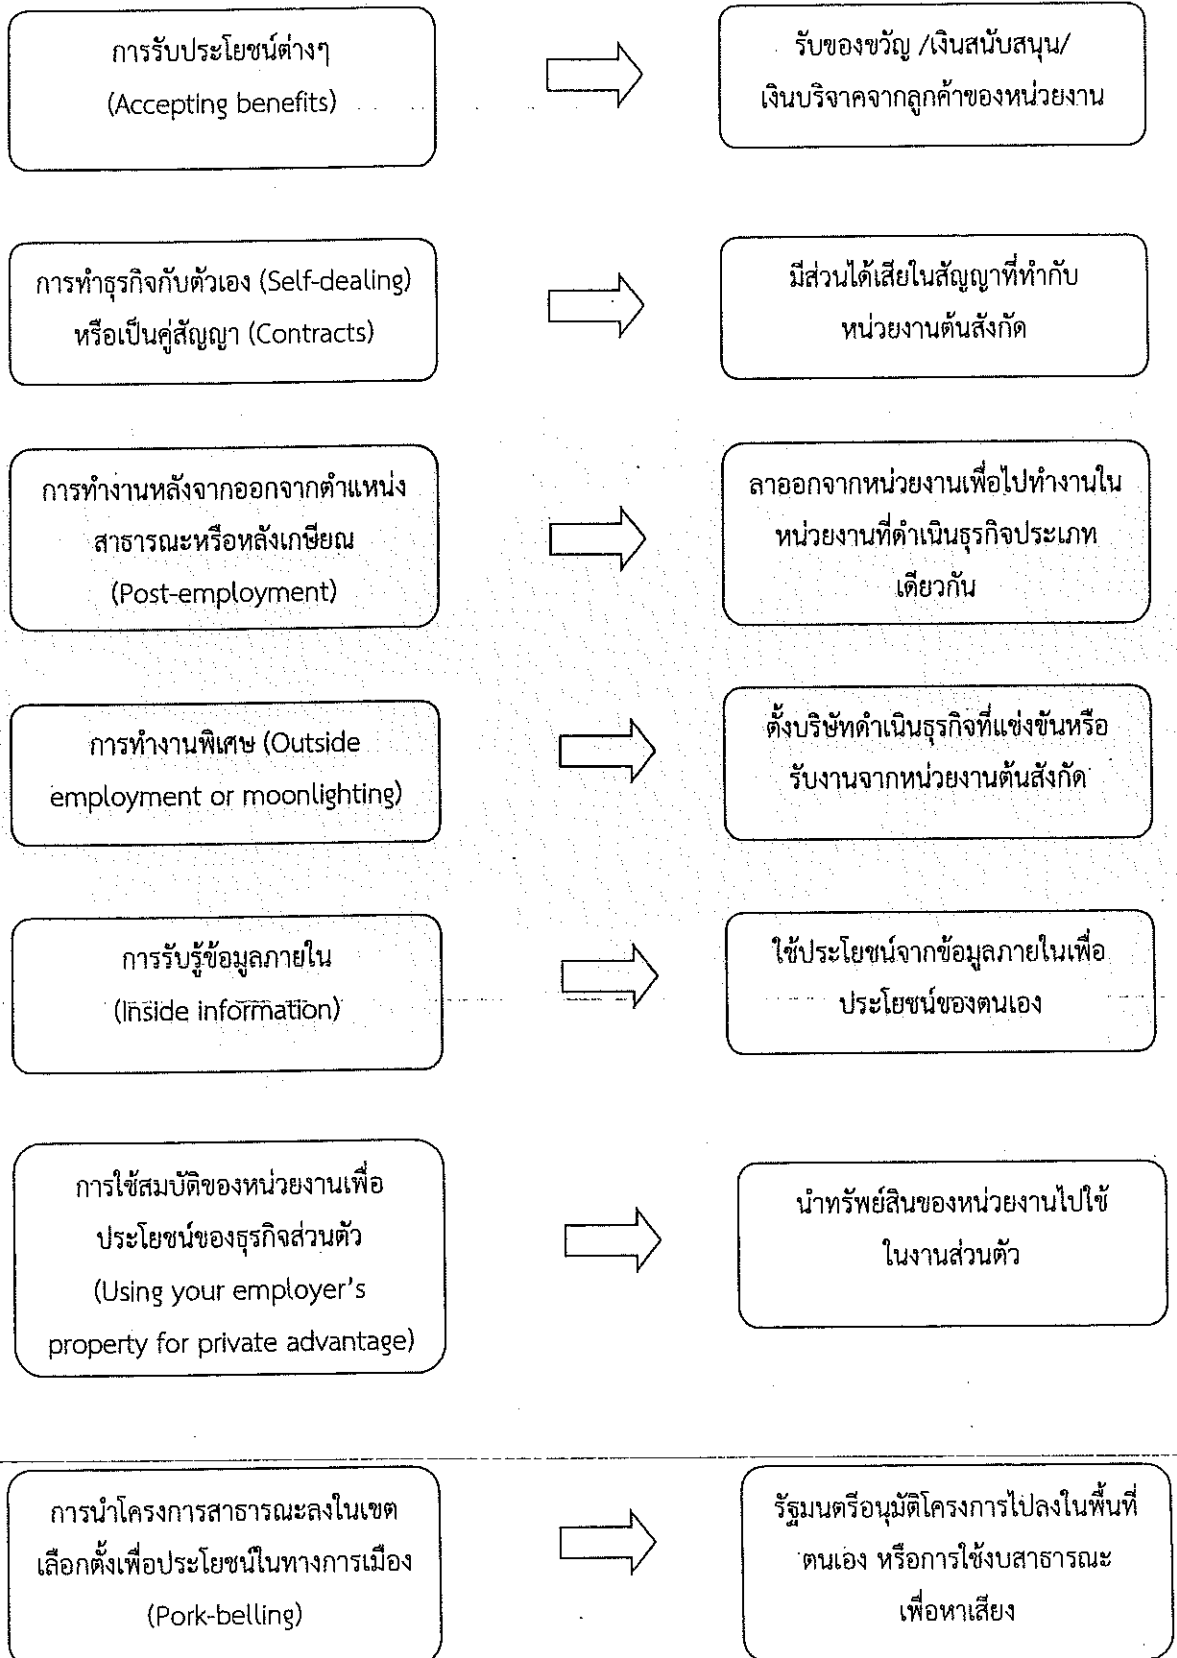 การรับประโยชน์ต่างๆ
(Accepting benefits)
รับของขวัญ /เงินสนับสนุน/
เงินบริจาคจากลูกค้าของหน่วยงาน
การทำธุรกิจกับตัวเอง (Self-dealing)
หรือเป็นคู่สัญญา (Contracts)
มีส่วนได้เสียในสัญญาที่ทำกับ
หน่วยงานต้นสังกัด
การทำงานหลังจากออกจากตำแหน่ง
สาธารณะหรือหลังเกษียณ
(Post-employment)
ลาออกจากหน่วยงานเพื่อไปทำงานใน
หน่วยงานที่ดำเนินธุรกิจประเภท
เดียวกัน
การทำงานพิเศษ (Outside
employment or moonlighting)
ตั้งบริษัทดำเนินธุรกิจที่แข่งขันหรือ
รับงานจากหน่วยงานต้นสังกัด
การรับรู้ข้อมูลภายใน
(Inside information)
ใช้ประโยชน์จากข้อมูลภายในเพื่อ
ประโยชน์ของตนเอง
การใช้สมบัติของหน่วยงานเพื่อ
ประโยชน์ของธุรกิจส่วนตัว
(Using your employer's
property for private advantage)
นำทรัพย์สินของหน่วยงานไปใช้
ในงานส่วนตัว
การนำโครงการสาธารณะลงในเขต
เลือกตั้งเพื่อประโยชน์ในทางการเมือง
(Pork-belling)
รัฐมนตรีอนุมัติโครงการไปลงในพื้นที่
ตนเอง หรือการใช้งบสาธารณะ
เพื่อหาเสียง